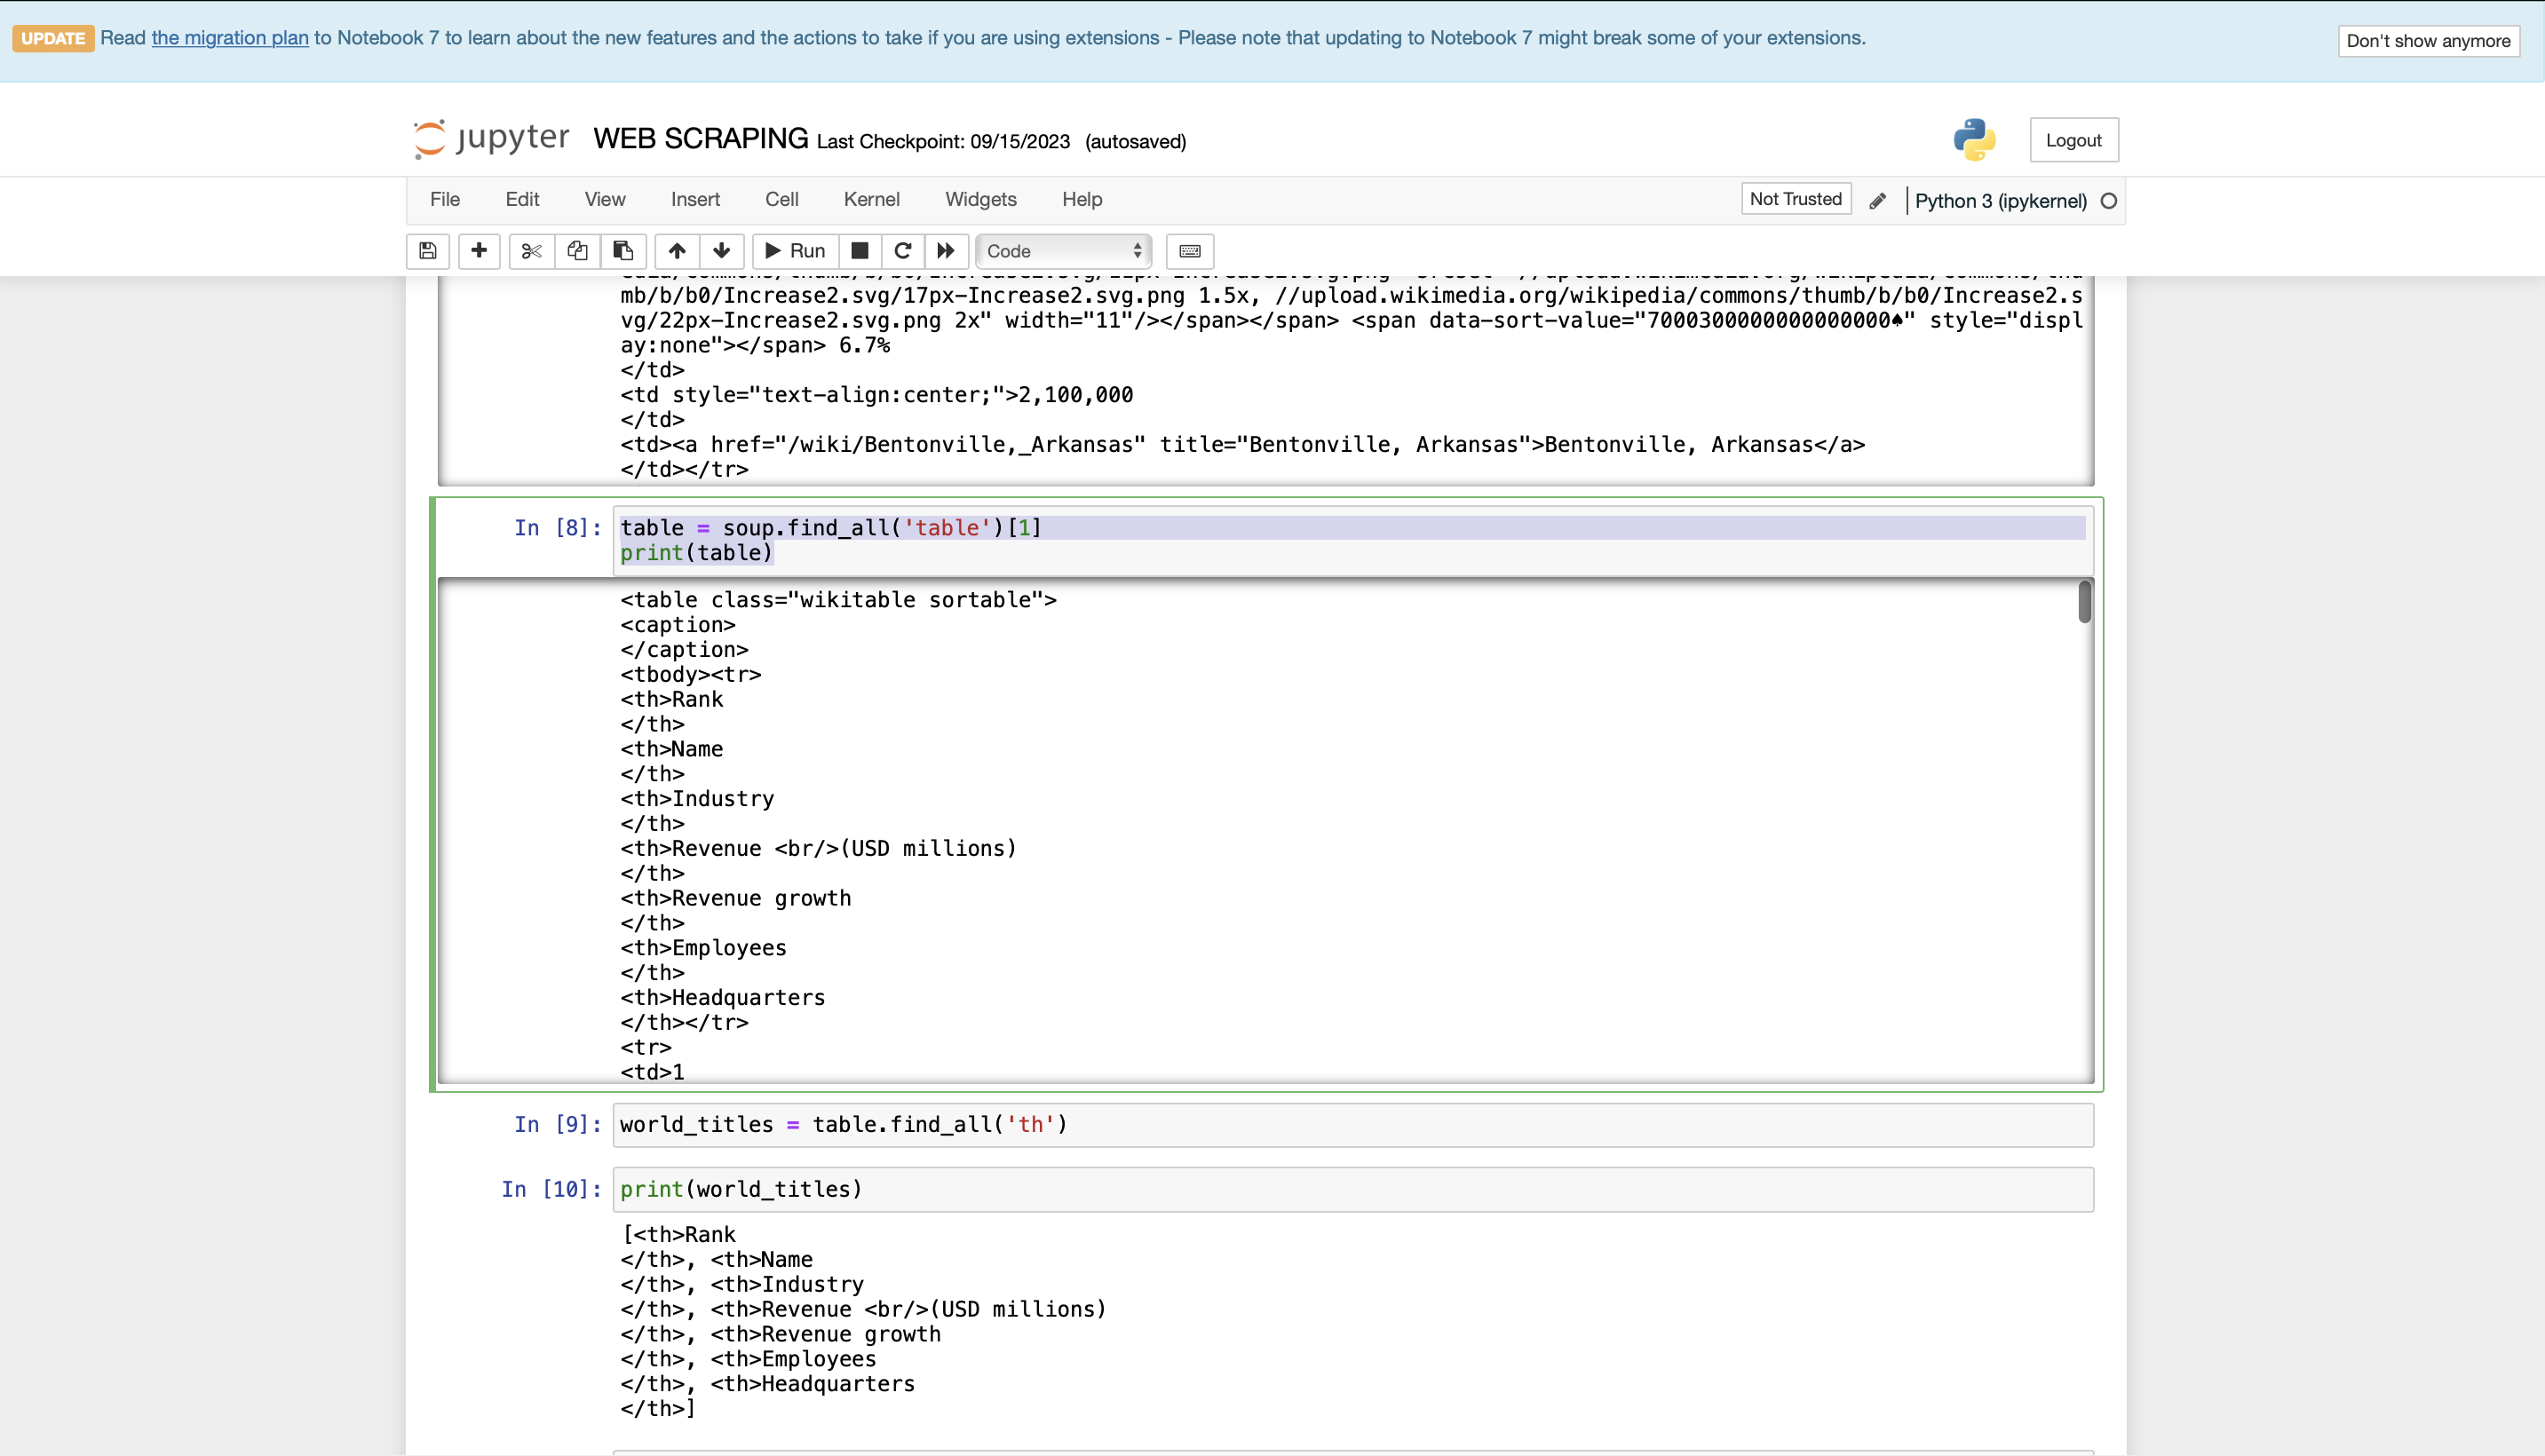 UPDATE Read the migration plan to Notebook 7 to learn about the new features and the actions to take if you are using extensions - Please note that updating to Notebook 7 might break some of your extensions.
Don't show anymore
jupyter WEB SCRAPING Last Checkpoint: 09/15/2023 (autosaved)
Logout
File Edit View Insert Cell Kernel Widgets Help
Not Trusted Python 3 (ipykernel)
Run Code
mb/b/b0/Increase2.svg/17px-Increase2.svg.png 1.5x, //upload.wikimedia.org/wikipedia/commons/thumb/b/b0/Increase2.s
vg/22px-Increase2.svg.png 2x" width="11"/></span></span> <span data-sort-value="7000300000000000000♠" style="displ
ay:none"></span> 6.7%
</td>
<td style="text-align:center;">2,100,000
</td>
<td><a href="/wiki/Bentonville,_Arkansas" title="Bentonville, Arkansas">Bentonville, Arkansas</a>
</td></tr>
In [8]: table = soup.find_all('table')[1]
print(table)
<table class="wikitable sortable">
<caption>
</caption>
<tbody><tr>
<th>Rank
</th>
<th>Name
</th>
<th>Industry
</th>
<th>Revenue <br/>(USD millions)
</th>
<th>Revenue growth
</th>
<th>Employees
</th>
<th>Headquarters
</th></tr>
<tr>
<td>1
In [9]: world_titles = table.find_all('th')
In [10]: print(world_titles)
[<th>Rank
</th>, <th>Name
</th>, <th>Industry
</th>, <th>Revenue <br/>(USD millions)
</th>, <th>Revenue growth
</th>, <th>Employees
</th>, <th>Headquarters
</th>]